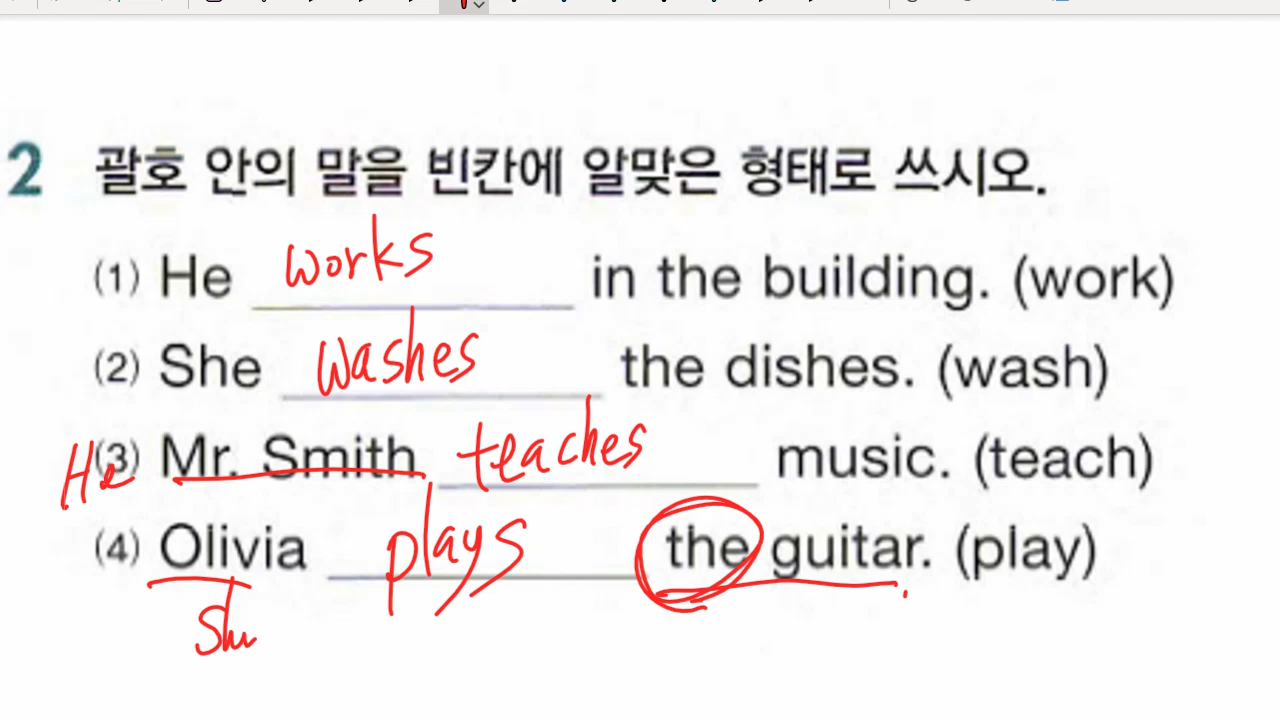 2 괄호 안의 말을 빈칸에 알맞은 형태로 쓰시오.
(1) He works in the building. (work)
(2) She washes the dishes. (wash)
He (3) Mr. Smith teaches music. (teach)
(4) Olivia plays the guitar. (play)
She